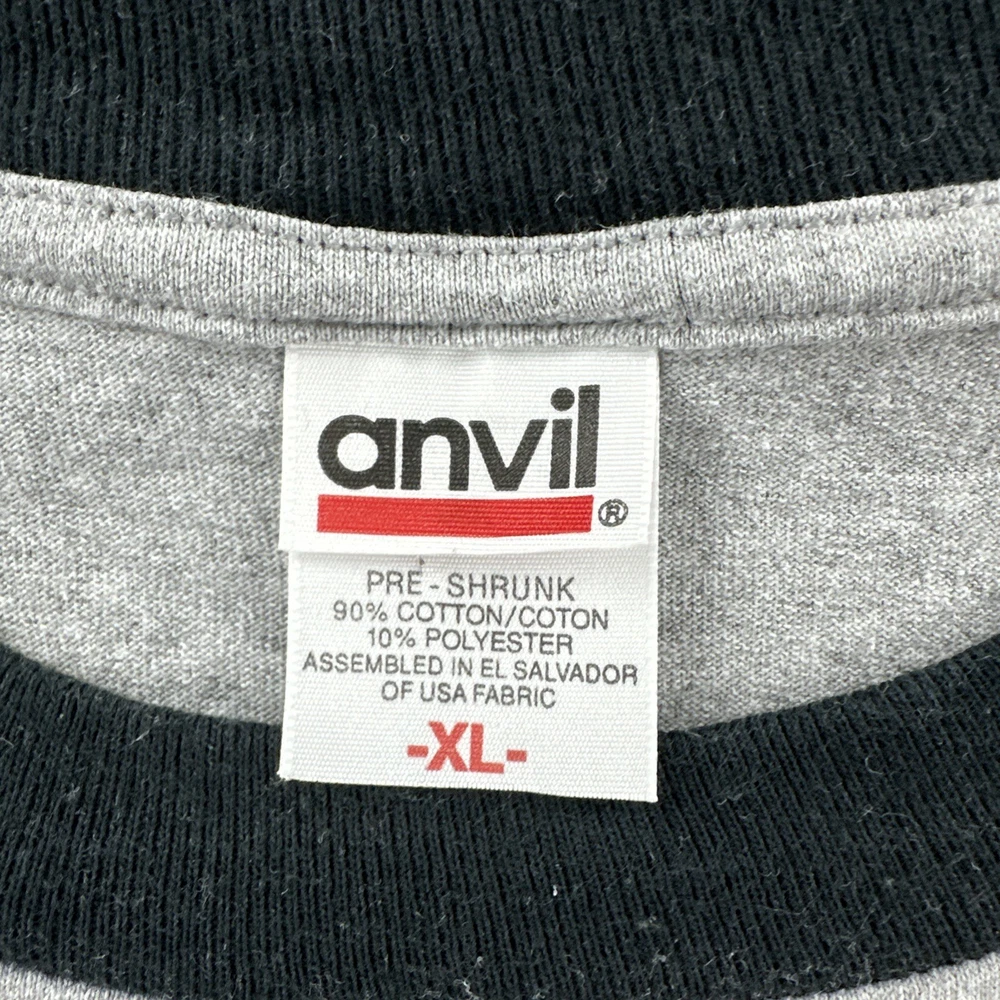 anvil
®
PRE - SHRUNK
90% COTTON/COTON
10% POLYESTER
ASSEMBLED IN EL SALVADOR
OF USA FABRIC
-XL-